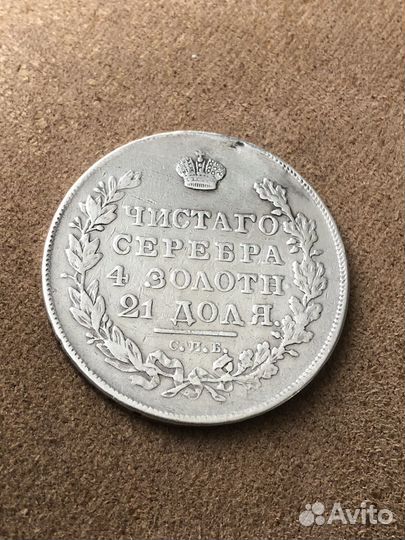 ЧИСТАГО
СЕРЕБРА
4 ЗОЛОТН
21 ДОЛЯ.
С.П.Б.
Avito